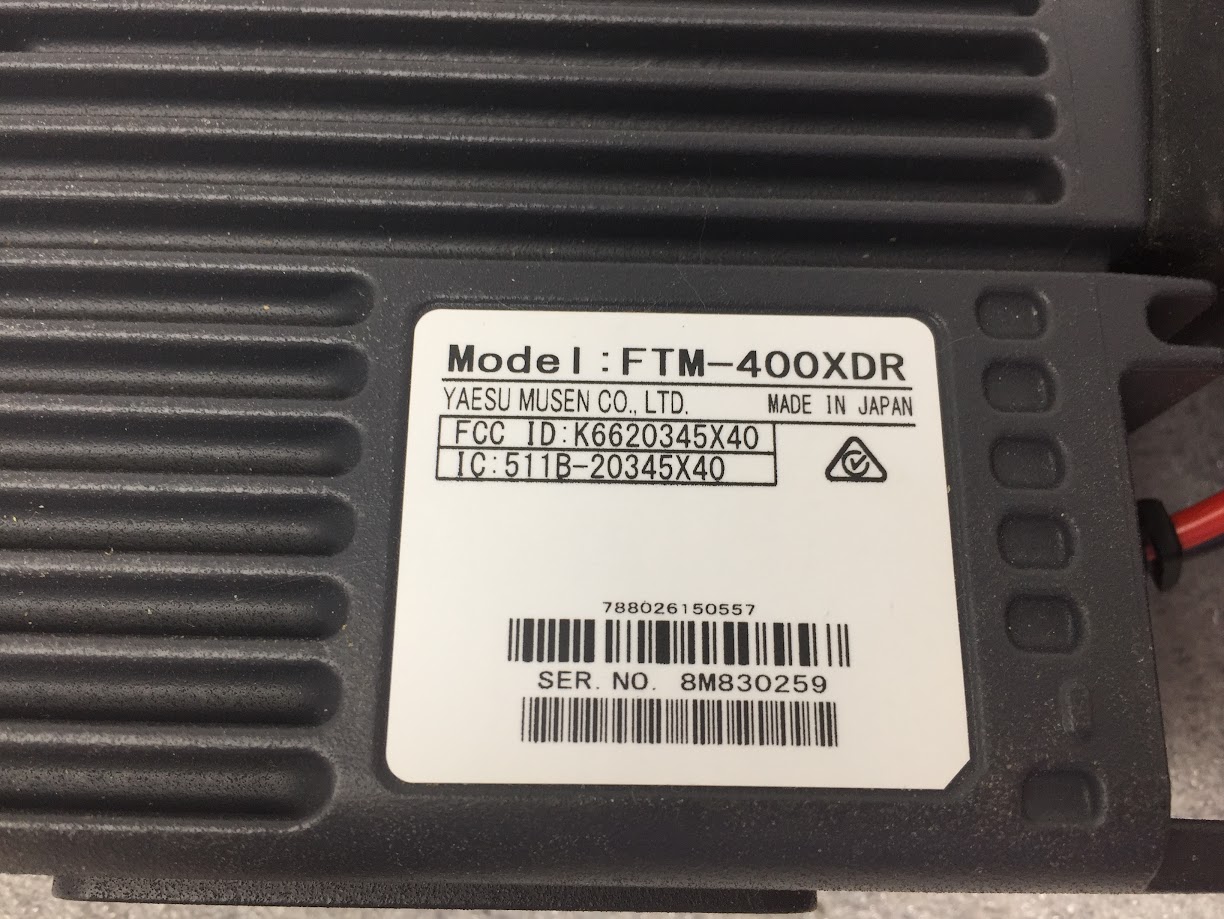 Model:FTM-400XDR
YAESU MUSEN CO., LTD. MADE IN JAPAN
FCC ID:K6620345X40
IC:511B-20345X40
788026150557
SER. NO. 8M830259